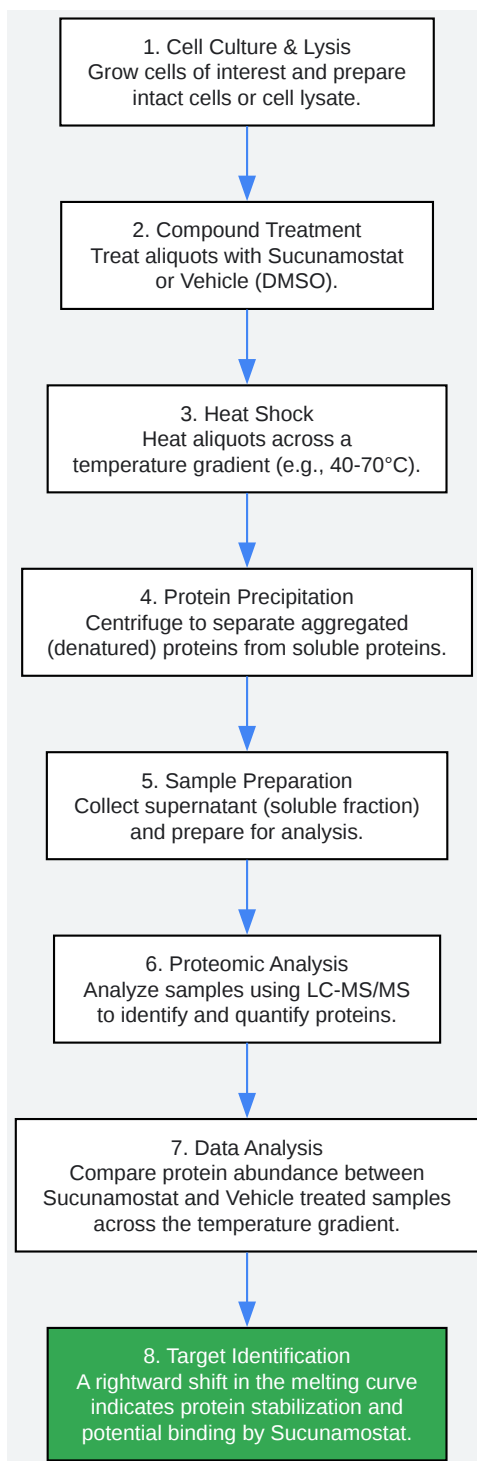 1. Cell Culture & Lysis
Grow cells of interest and prepare
intact cells or cell lysate.
2. Compound Treatment
Treat aliquots with Sucunamostat
or Vehicle (DMSO).
3. Heat Shock
Heat aliquots across a
temperature gradient (e.g., 40-70°C).
4. Protein Precipitation
Centrifuge to separate aggregated
(denatured) proteins from soluble proteins.
5. Sample Preparation
Collect supernatant (soluble fraction)
and prepare for analysis.
6. Proteomic Analysis
Analyze samples using LC-MS/MS
to identify and quantify proteins.
7. Data Analysis
Compare protein abundance between
Sucunamostat and Vehicle treated samples
across the temperature gradient.
8. Target Identification
A rightward shift in the melting curve
indicates protein stabilization and
potential binding by Sucunamostat.